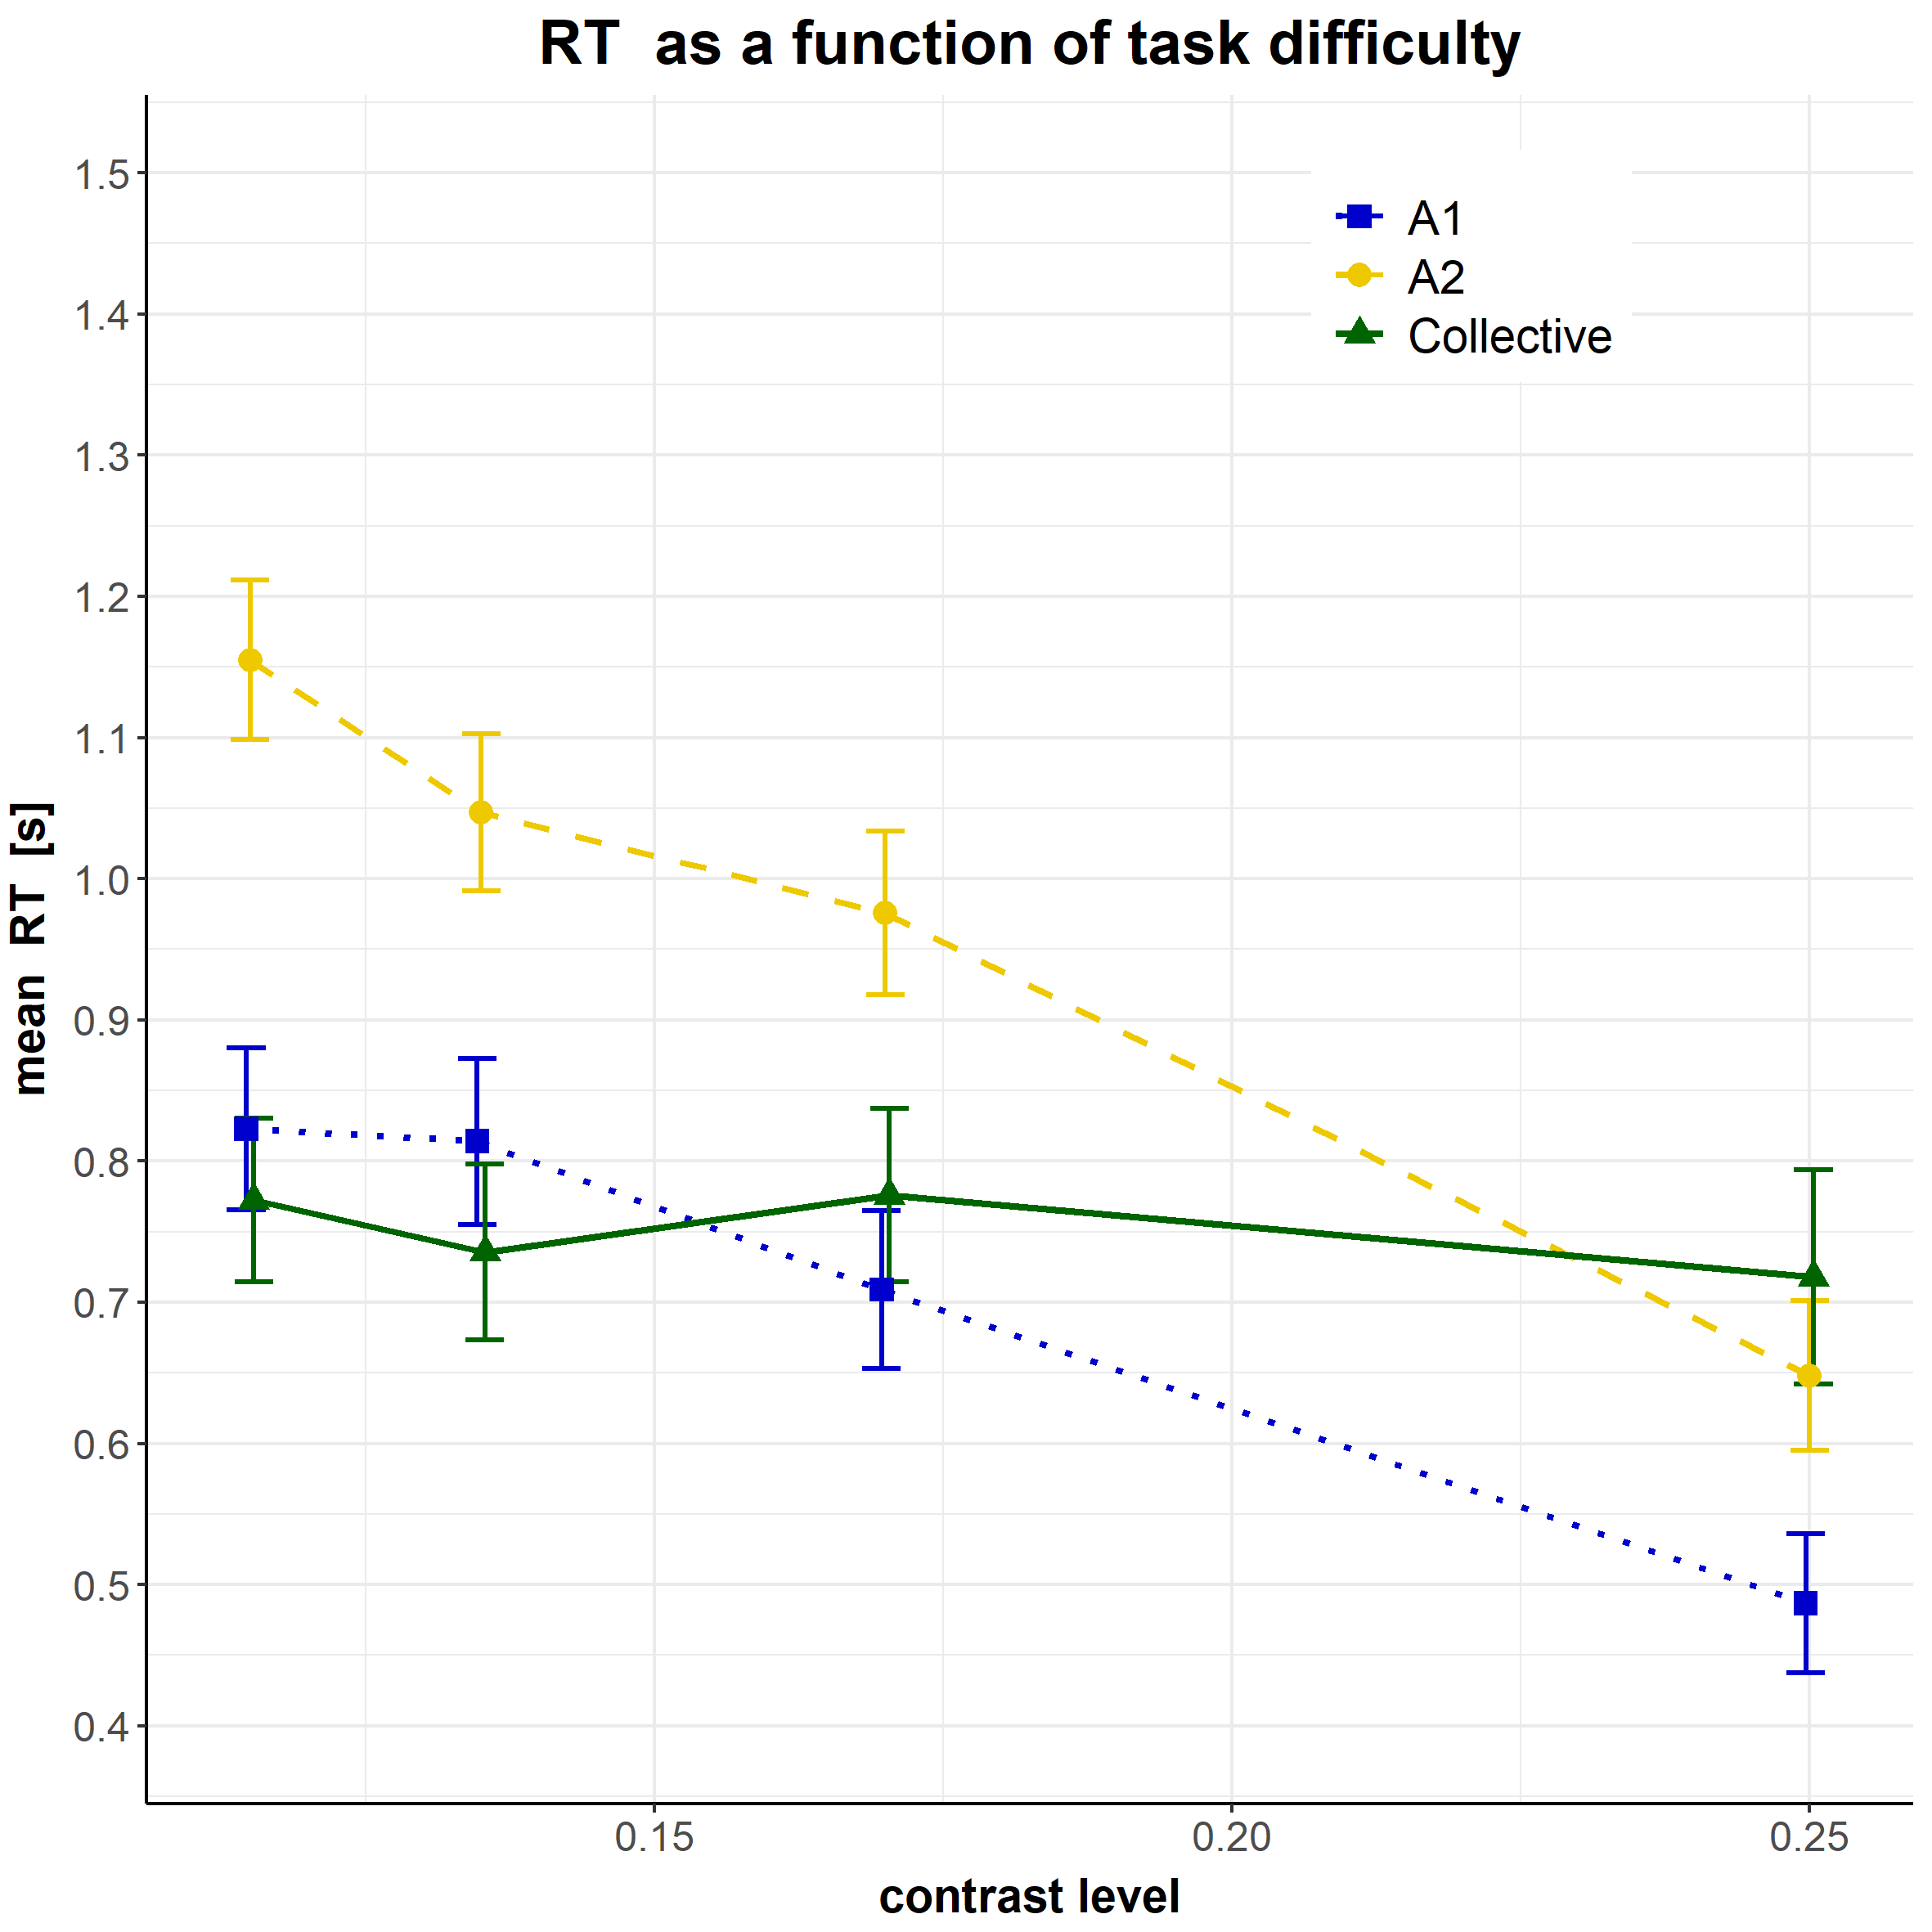 RT  as a function of task difficulty
A1
A2
Collective
1.5
1.4
1.3
1.2
1.1
1.0
0.9
0.8
0.7
0.6
0.5
0.4
mean  RT  [s]
0.15
0.20
0.25
contrast level